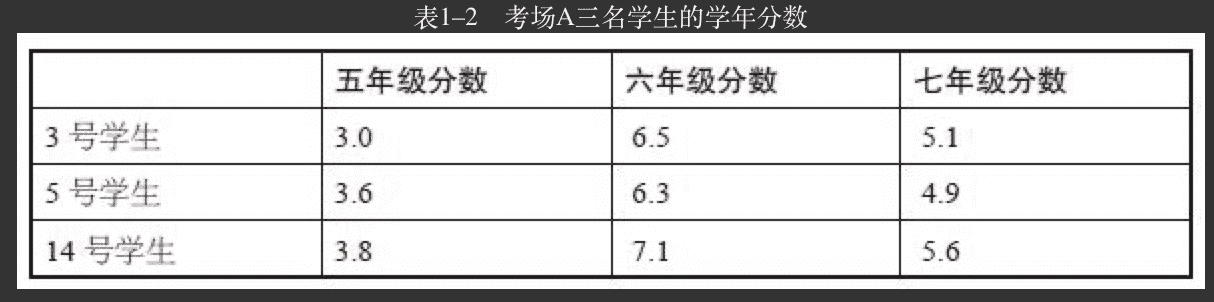 表1–2 考场A三名学生的学年分数
五年级分数 六年级分数 七年级分数
3 号学生 3.0 6.5 5.1
5 号学生 3.6 6.3 4.9
14 号学生 3.8 7.1 5.6